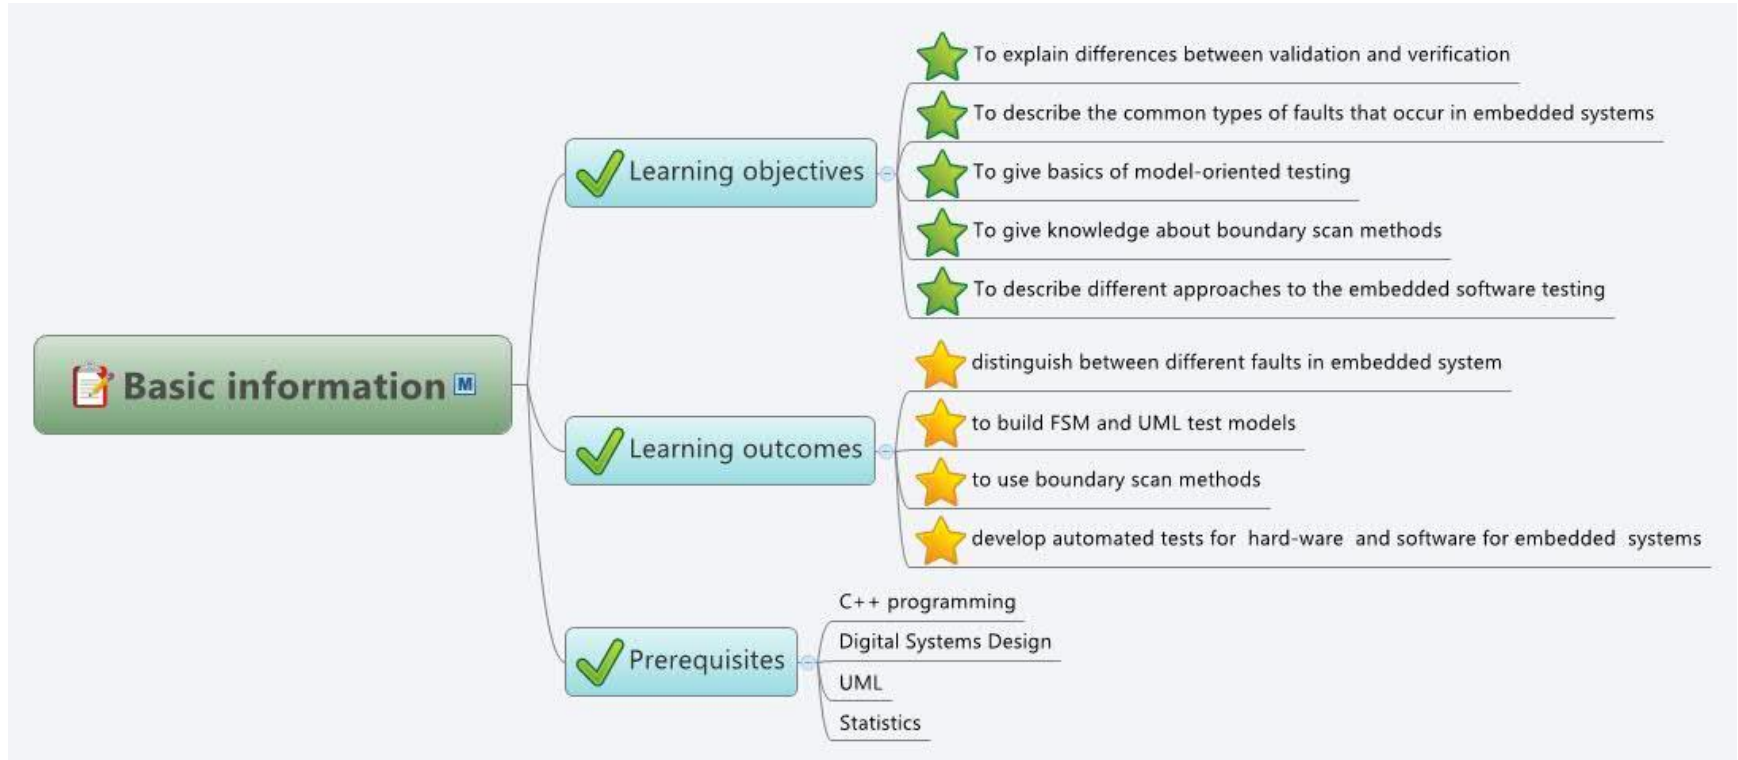 Basic information M
Learning objectives
To explain differences between validation and verification
To describe the common types of faults that occur in embedded systems
To give basics of model-oriented testing
To give knowledge about boundary scan methods
To describe different approaches to the embedded software testing
Learning outcomes
distinguish between different faults in embedded system
to build FSM and UML test models
to use boundary scan methods
develop automated tests for  hard-ware  and software for embedded  systems
Prerequisites
C++ programming
Digital Systems Design
UML
Statistics